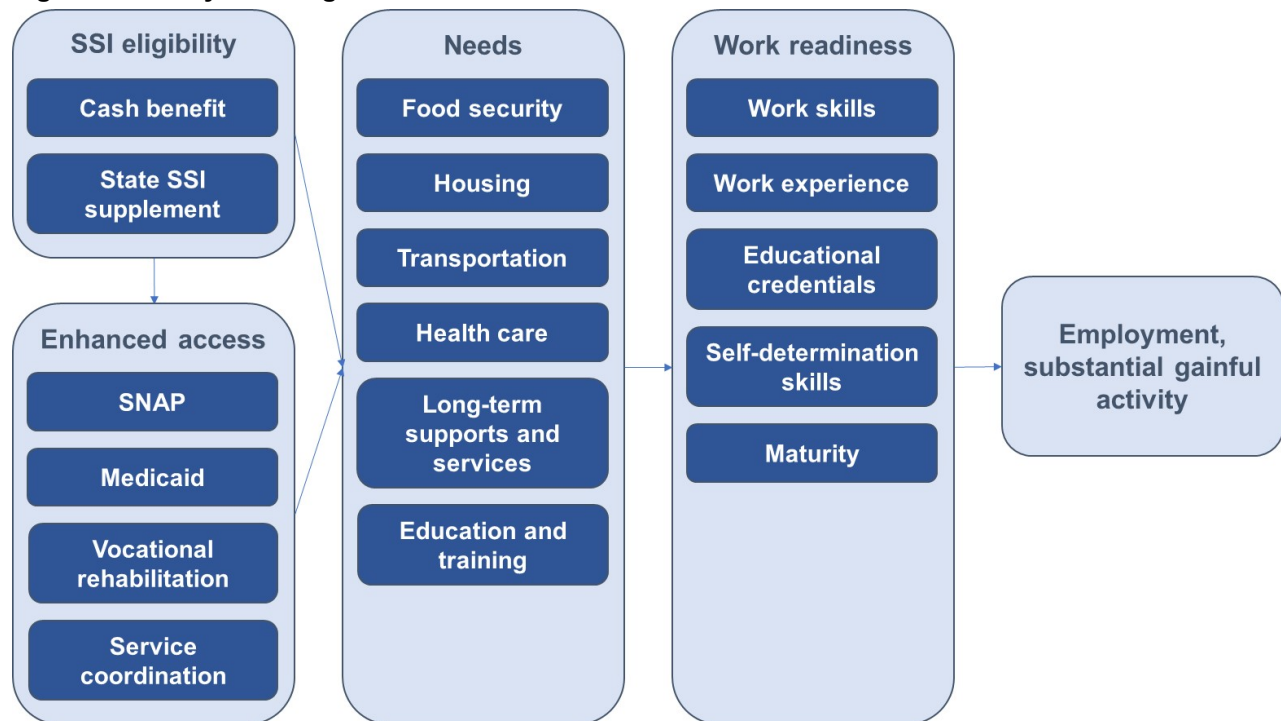 SSI eligibility
Cash benefit
State SSI
supplement
Enhanced access
SNAP
Medicaid
Vocational
rehabilitation
Service
coordination
Needs
Food security
Housing
Transportation
Health care
Long-term
supports and
services
Education and
training
Work readiness
Work skills
Work experience
Educational
credentials
Self-determination
skills
Maturity
Employment,
substantial gainful
activity